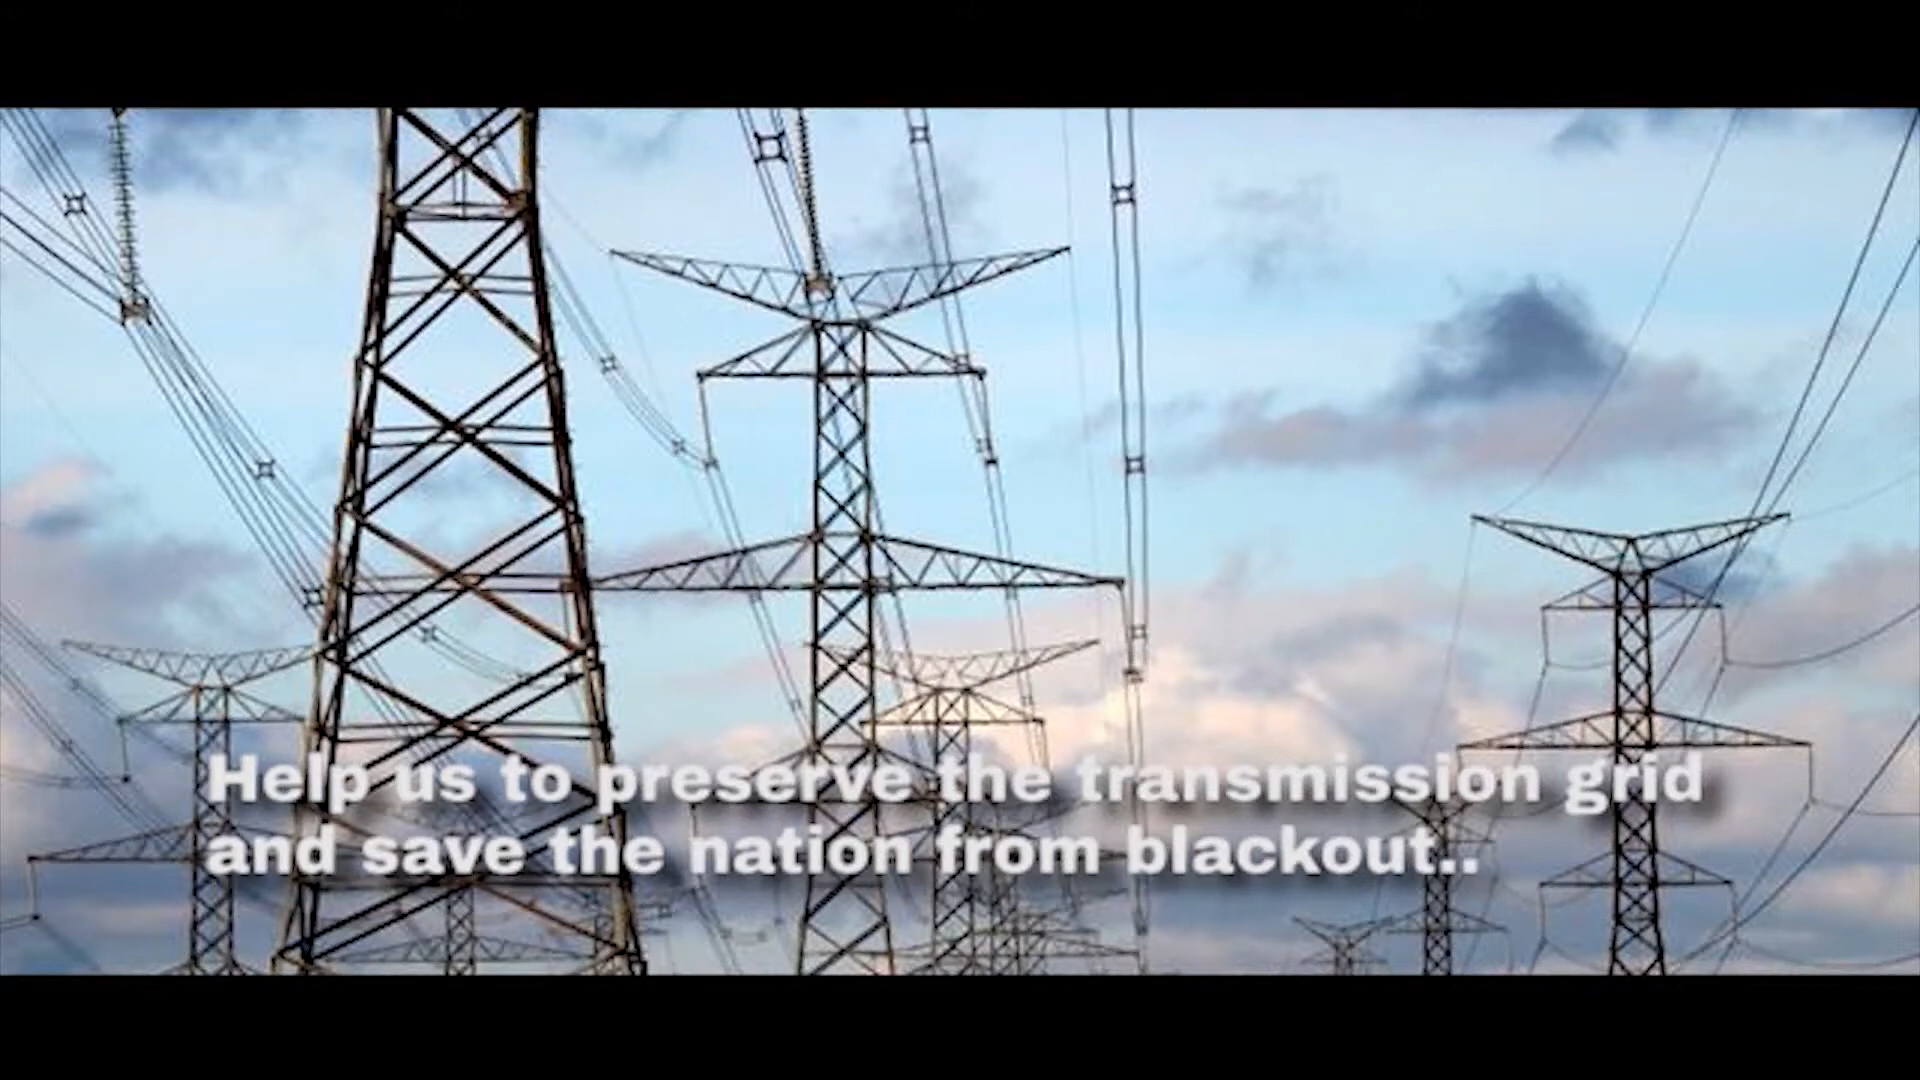 Help us to preserve the transmission grid
and save the nation from blackout..